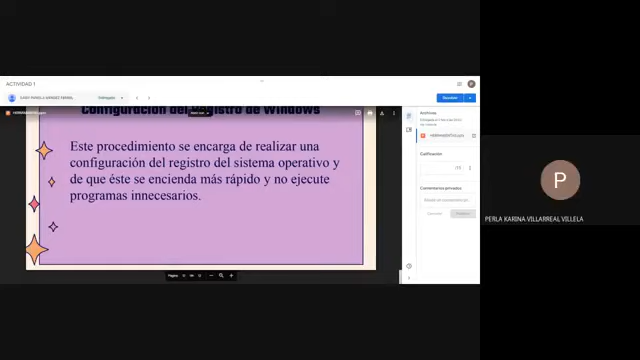 ACTIVIDAD 1
Configuración del Registro de Windows
Este procedimiento se encarga de realizar una
configuración del registro del sistema operativo y
de que éste se encienda más rápido y no ejecute
programas innecesarios.
Página
Archivos
Calificación
Comentarios privados
P
PERLA KARINA VILLARREAL VILLELA